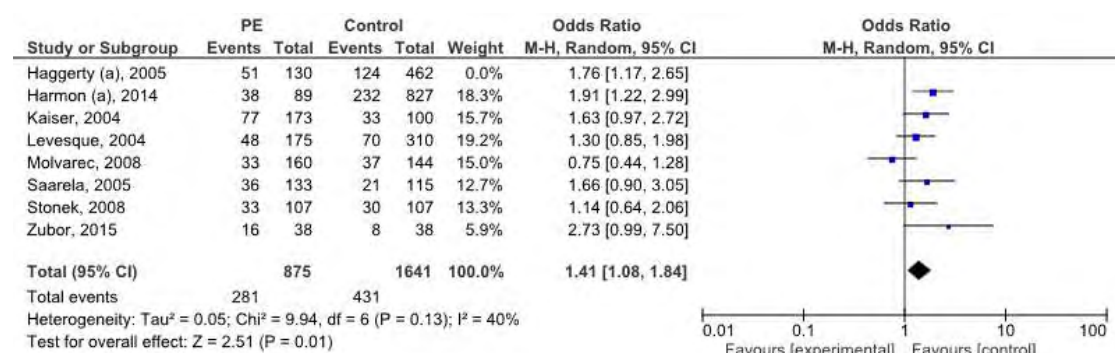 PE Control Odds Ratio Odds Ratio
Study or Subgroup Events Total Events Total Weight M-H, Random, 95% CI M-H, Random, 95% CI
Haggerty (a), 2005 51 130 124 462 0.0% 1.76 [1.17, 2.65]
Harmon (a), 2014 38 89 232 827 18.3% 1.91 [1.22, 2.99]
Kaiser, 2004 77 173 33 100 15.7% 1.63 [0.97, 2.72]
Levesque, 2004 48 175 70 310 19.2% 1.30 [0.85, 1.98]
Molvarec, 2008 33 160 37 144 15.0% 0.75 [0.44, 1.28]
Saarela, 2005 36 133 21 115 12.7% 1.66 [0.90, 3.05]
Stonek, 2008 33 107 30 107 13.3% 1.14 [0.64, 2.06]
Zubor, 2015 16 38 8 38 5.9% 2.73 [0.99, 7.50]
Total (95% CI) 875 1641 100.0% 1.41 [1.08, 1.84]
Total events 281 431
Heterogeneity: Tau² = 0.05; Chi² = 9.94, df = 6 (P = 0.13); I² = 40%
Test for overall effect: Z = 2.51 (P = 0.01)
0.01 0.1 1 10 100
Favours [experimental] Favours [control]